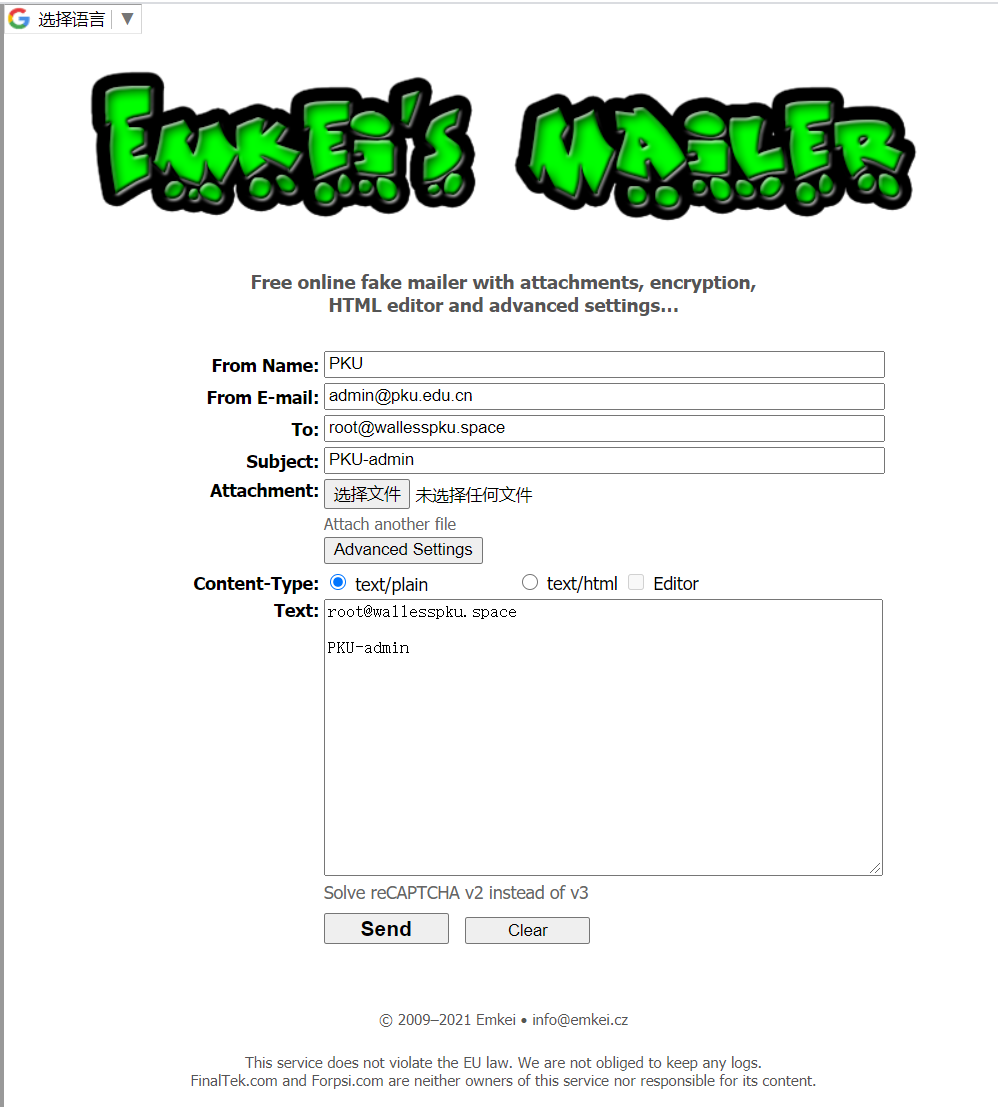 选择语言 ▼
Emkei's Mailer
Free online fake mailer with attachments, encryption,
HTML editor and advanced settings...
From Name: PKU
From E-mail: admin@pku.edu.cn
To: root@wallesspku.space
Subject: PKU-admin
Attachment: 选择文件 未选择任何文件
Attach another file
Advanced Settings
Content-Type: text/plain text/html Editor
Text: root@wallesspku.space
PKU-admin
Solve reCAPTCHA v2 instead of v3
Send Clear
© 2009–2021 Emkei • info@emkei.cz
This service does not violate the EU law. We are not obliged to keep any logs.
FinalTek.com and Forpsi.com are neither owners of this service nor responsible for its content.